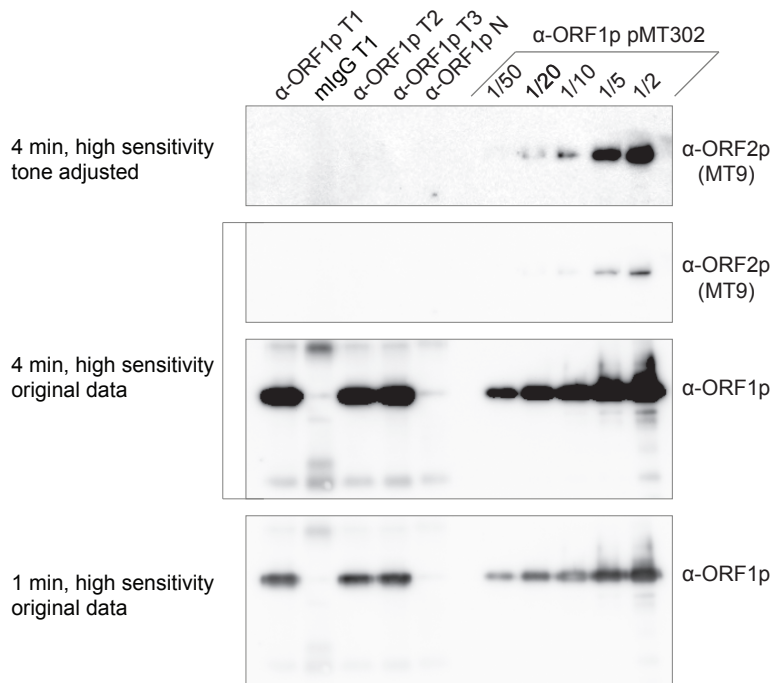 α-ORF1p T1
mIgG T1
α-ORF1p T2
α-ORF1p T3
α-ORF1p N
α-ORF1p pMT302
1/50
1/20
1/10
1/5
1/2
4 min, high sensitivity
tone adjusted
α-ORF2p
(MT9)
α-ORF2p
(MT9)
4 min, high sensitivity
original data
α-ORF1p
1 min, high sensitivity
original data
α-ORF1p